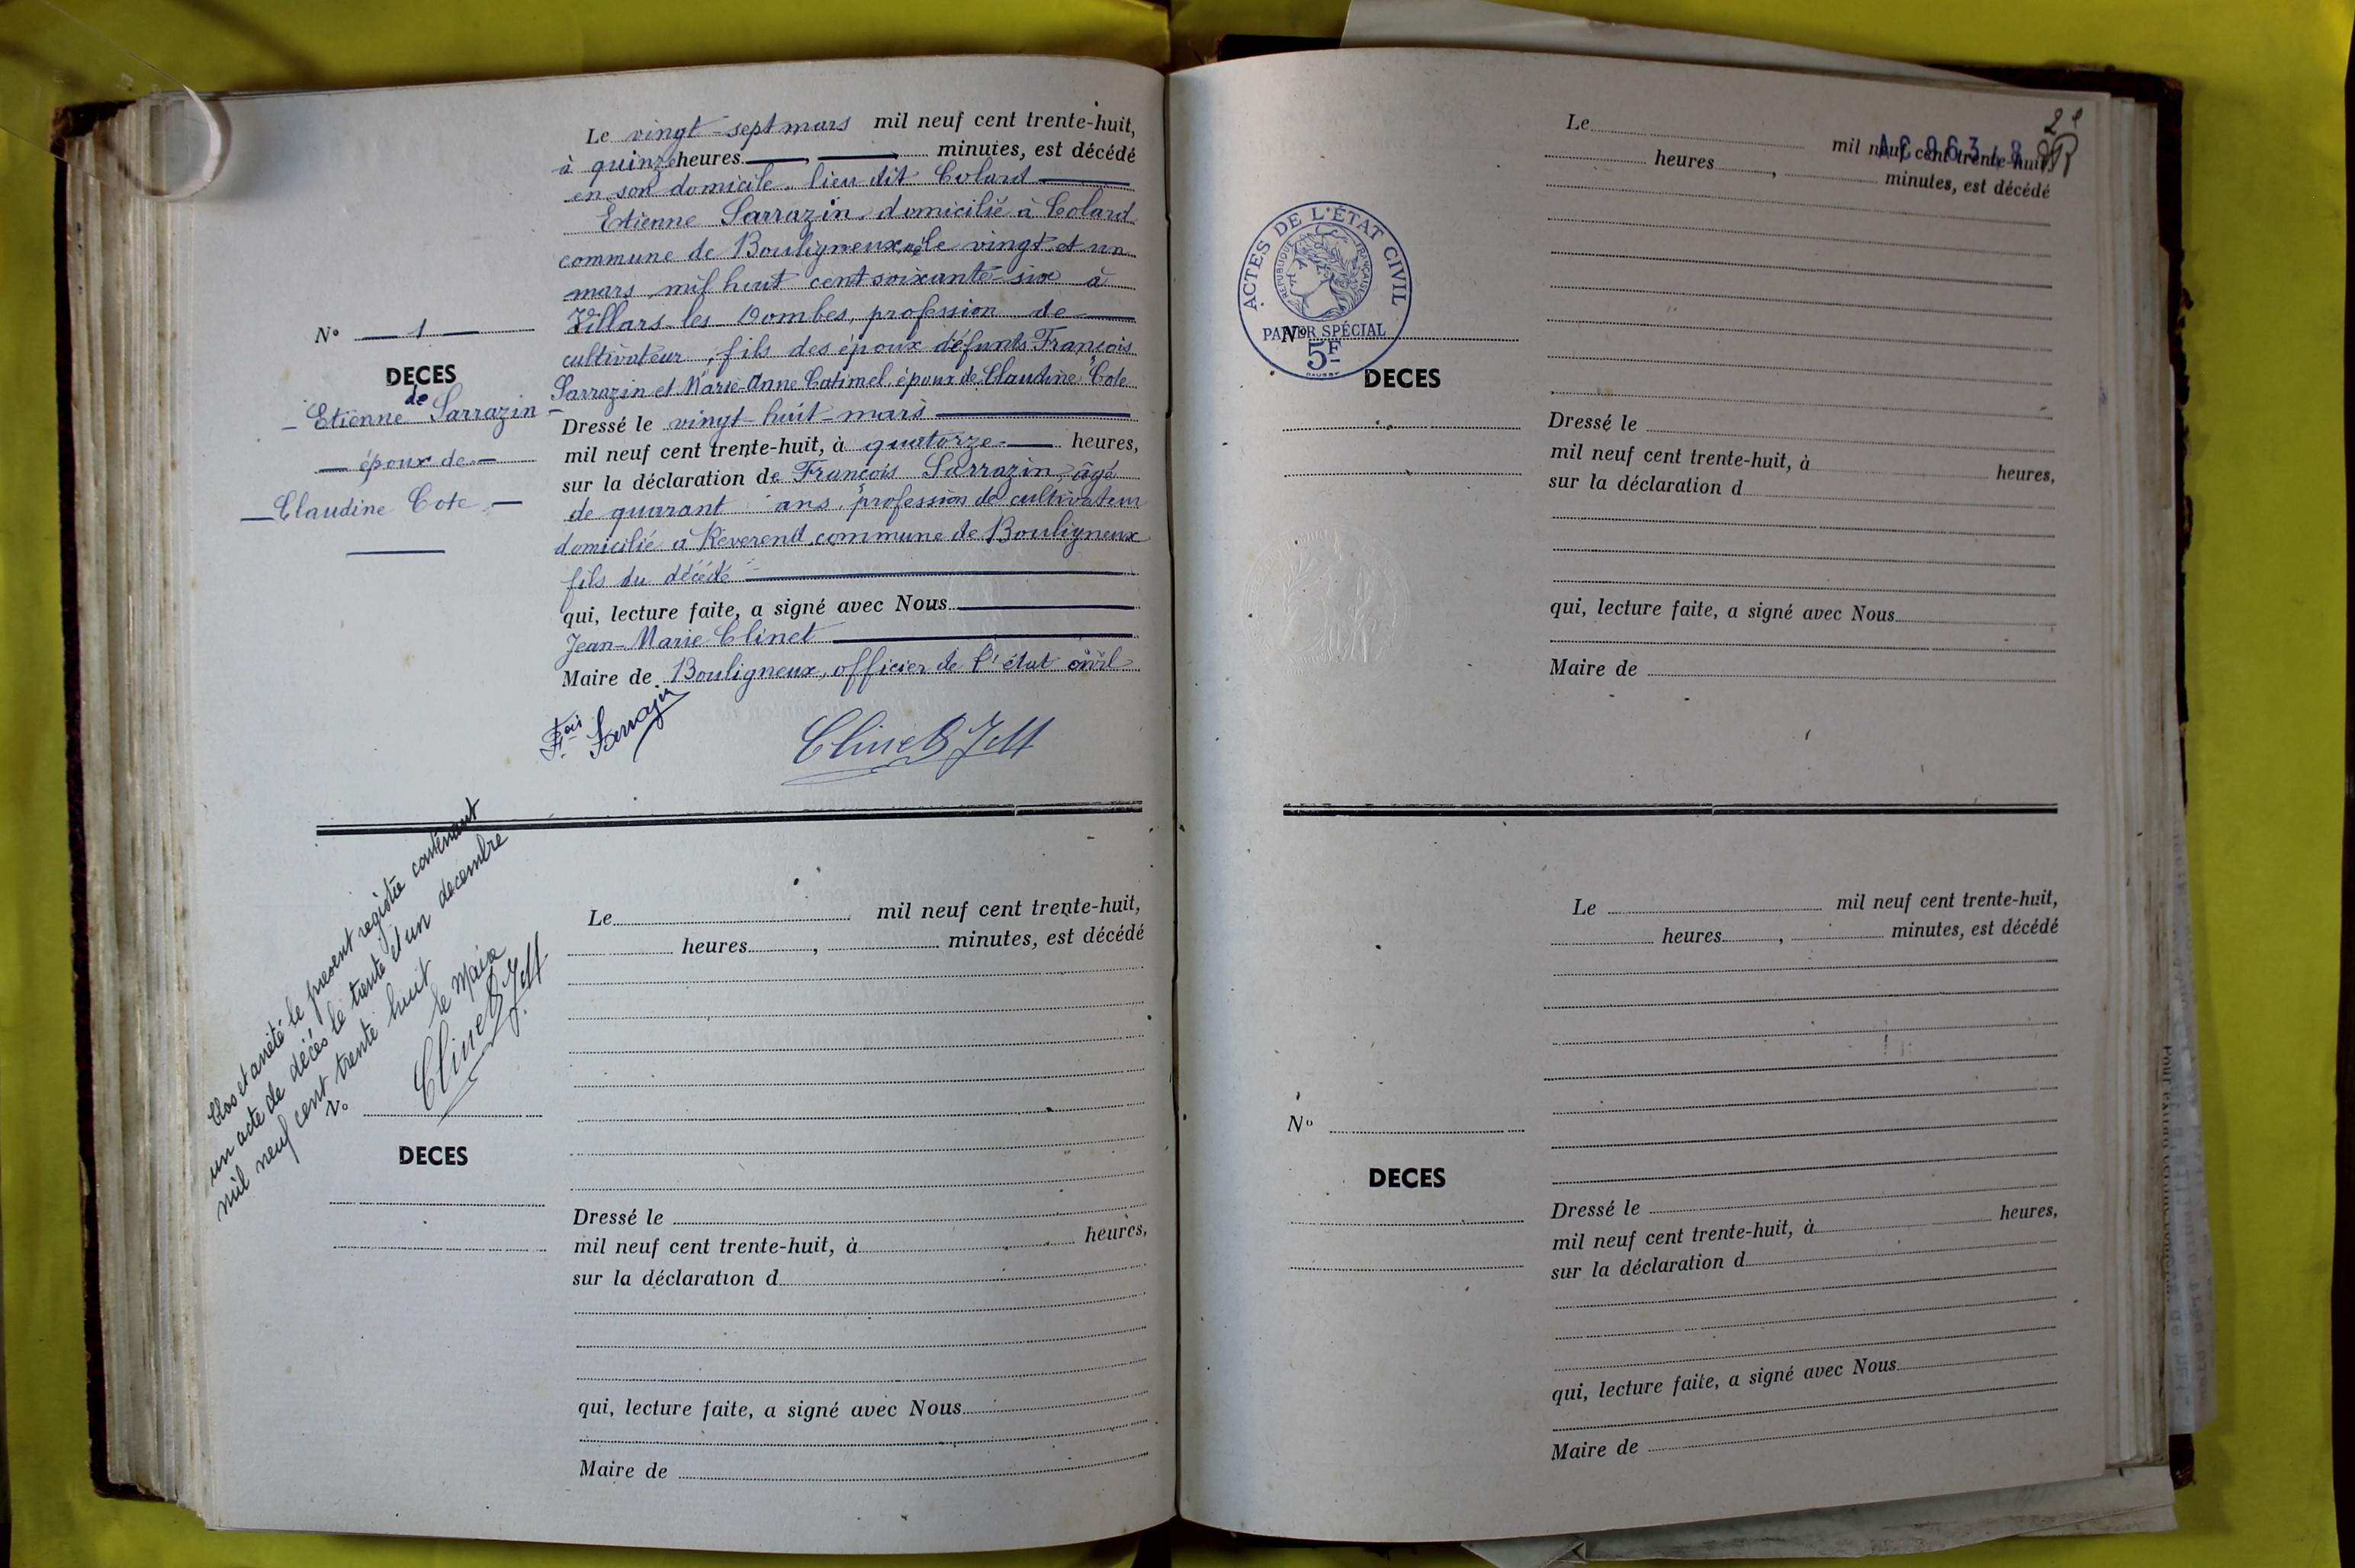 Le vingt-sept mars mil neuf cent trente-huit,
à quinze heures , minutes, est décédé
en son domicile lieu dit Colard
Etienne Sarrazin domicilié à Colard
commune de Bouligneux, né le vingt et un
mars mil huit cent soixante-six à
Villars les Dombes, profession de
cultivateur, fils des époux défunts François
Sarrazin et Marie-Anne Catimel époux de Claudine Cote
N° 1
DECES
de
Etienne Sarrazin
époux de
Claudine Cote
Dressé le vingt-huit mars
mil neuf cent trente-huit, à quatorze heures,
sur la déclaration de François Sarrazin, âgé
de quarant ans, profession de cultivateur
domicilié à Reverend commune de Bouligneux
fils du décédé
qui, lecture faite, a signé avec Nous
Jean-Marie Clinet
Maire de Bouligneux, officier de l'état civil
Fois Sarrazin
Clinet JM
Clos et arrêté le present registre contenant
un acte de décès le trente et un decembre
mil neuf cent trente huit
le Maire
Clinet JM
Le mil neuf cent trente-huit,
heures , minutes, est décédé
N°
DECES
Dressé le
mil neuf cent trente-huit, à heures,
sur la déclaration d
qui, lecture faite, a signé avec Nous
Maire de
2e
Le mil neuf cent trente-huit,
heures , minutes, est décédé
ACTES DE L'ÉTAT CIVIL
REPUBLIQUE FRANÇAISE
PAPIER SPÉCIAL
5F
N°
DECES
Dressé le
mil neuf cent trente-huit, à heures,
sur la déclaration d
qui, lecture faite, a signé avec Nous
Maire de
Le mil neuf cent trente-huit,
heures , minutes, est décédé
N°
DECES
Dressé le
mil neuf cent trente-huit, à heures,
sur la déclaration d
qui, lecture faite, a signé avec Nous
Maire de